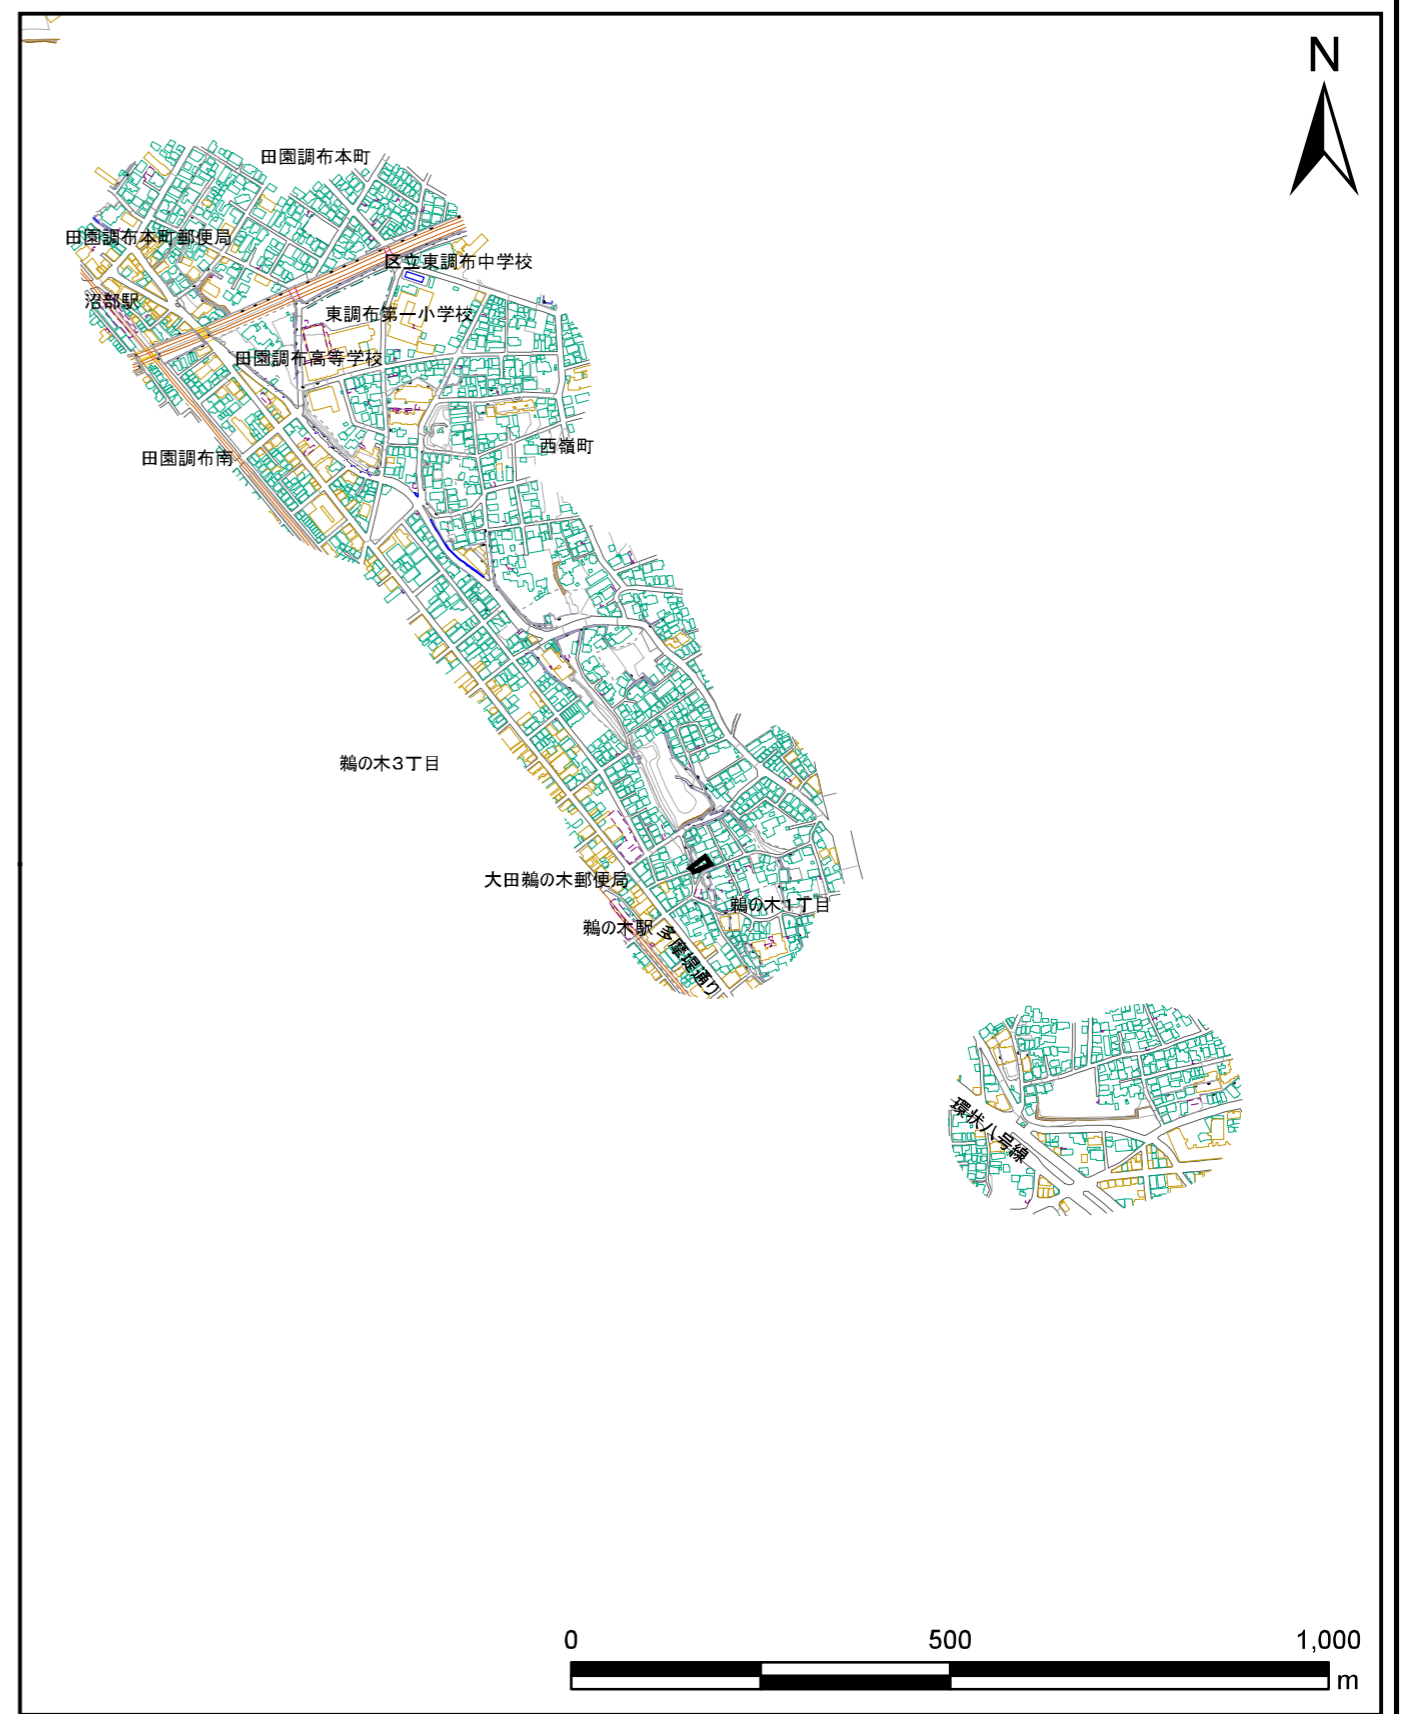 N
田園調布本町
田園調布本町郵便局
区立東調布中学校
沼部駅
東調布第一小学校
田園調布高等学校
西嶺町
田園調布南
鵜の木3丁目
大田鵜の木郵便局
鵜の木1丁目
鵜の木駅
多摩堤通り
環状八号線
0 500 1,000
m